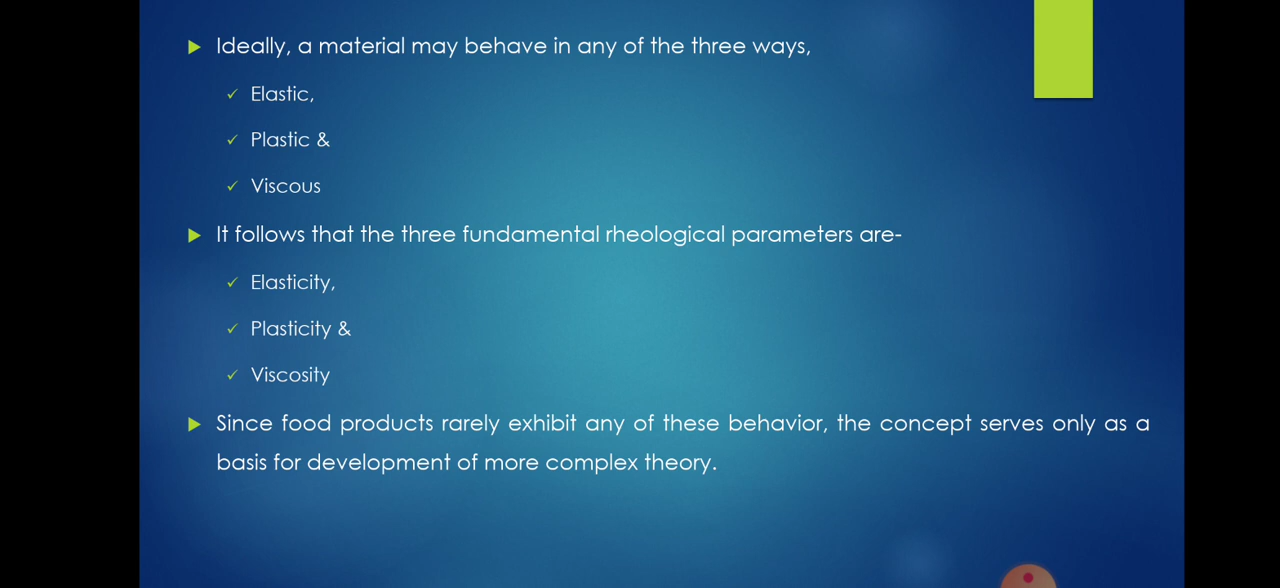 Ideally, a material may behave in any of the three ways,
Elastic,
Plastic &
Viscous
It follows that the three fundamental rheological parameters are-
Elasticity,
Plasticity &
Viscosity
Since food products rarely exhibit any of these behavior, the concept serves only as a
basis for development of more complex theory.